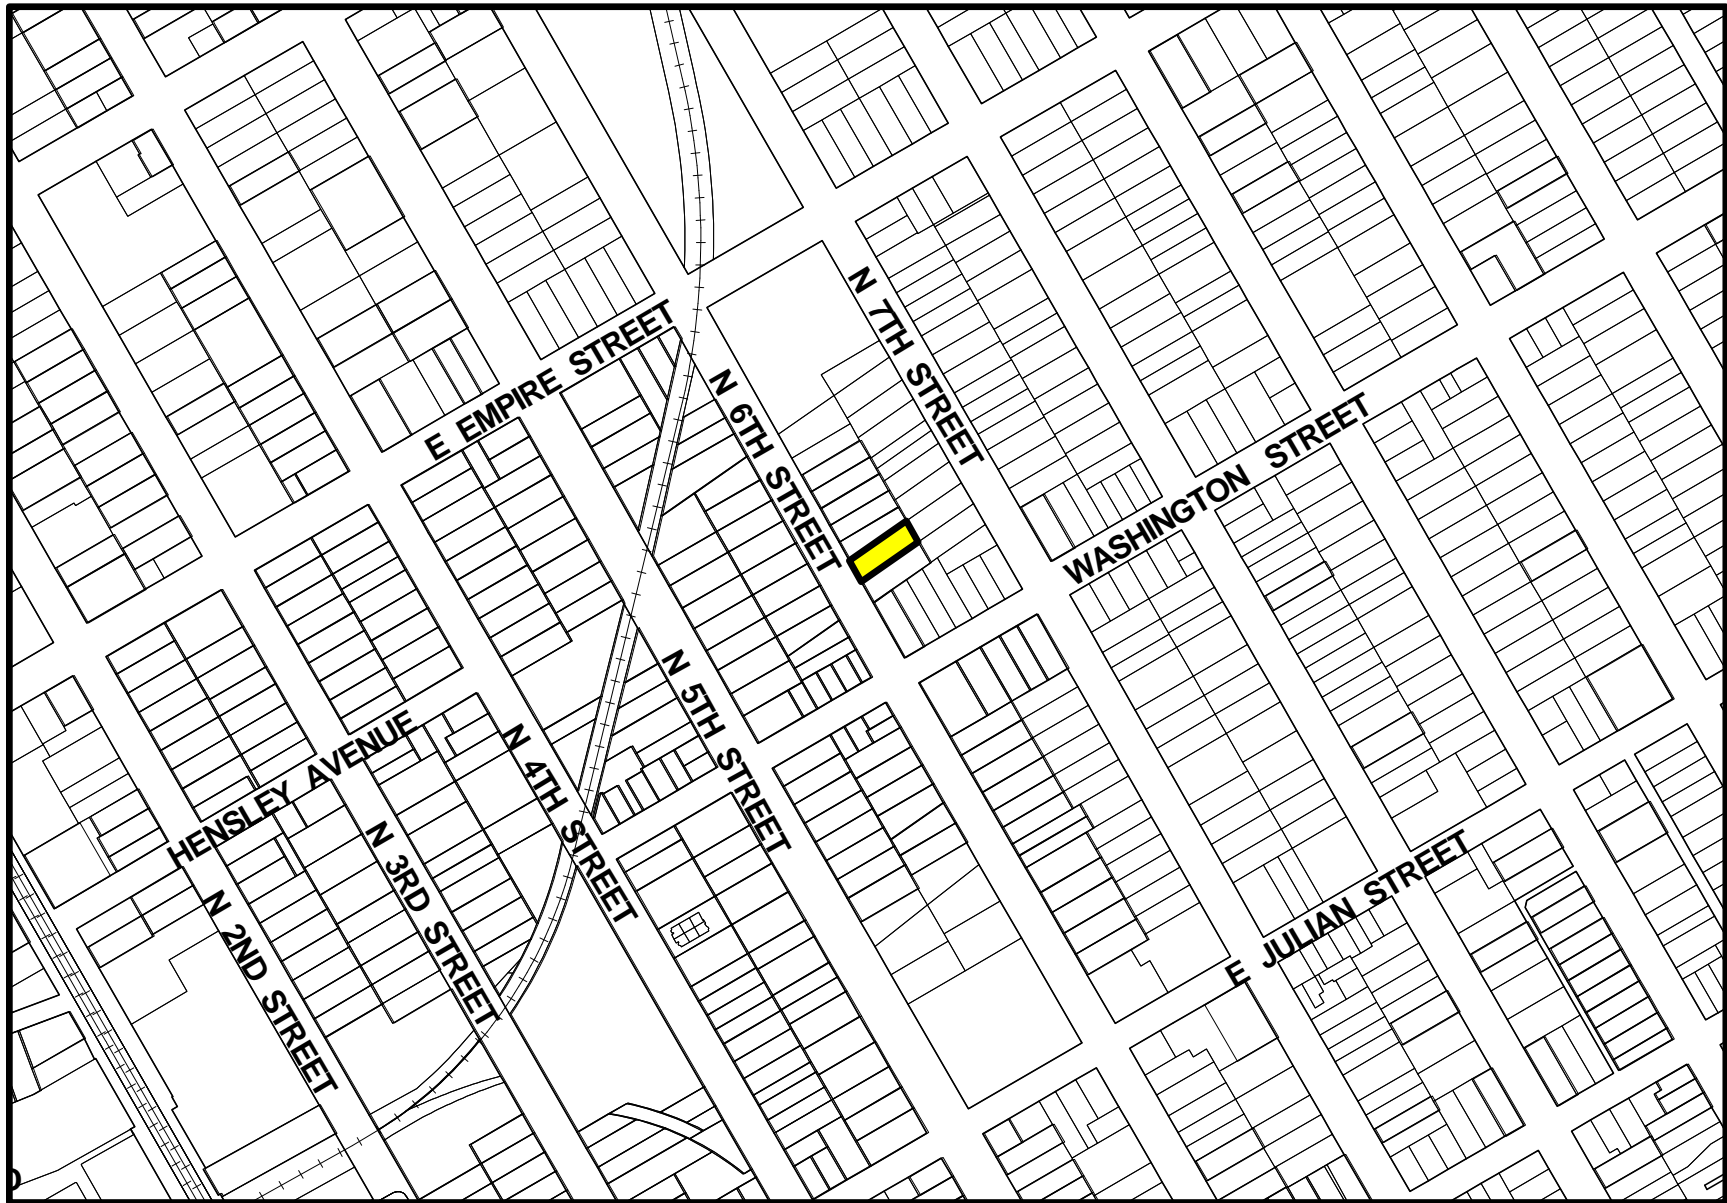 N 7TH STREET
E EMPIRE STREET
N 6TH STREET
WASHINGTON STREET
N 5TH STREET
HENSLEY AVENUE
N 4TH STREET
N 3RD STREET
E JULIAN STREET
N 2ND STREET